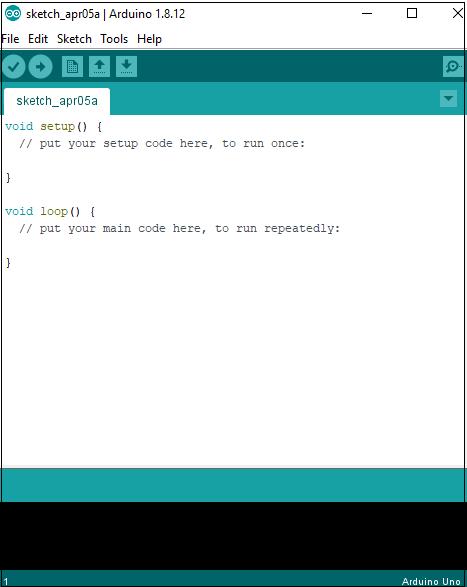 sketch_apr05a | Arduino 1.8.12
File Edit Sketch Tools Help
sketch_apr05a
void setup() {
  // put your setup code here, to run once:

}

void loop() {
  // put your main code here, to run repeatedly:

}
1 Arduino Uno